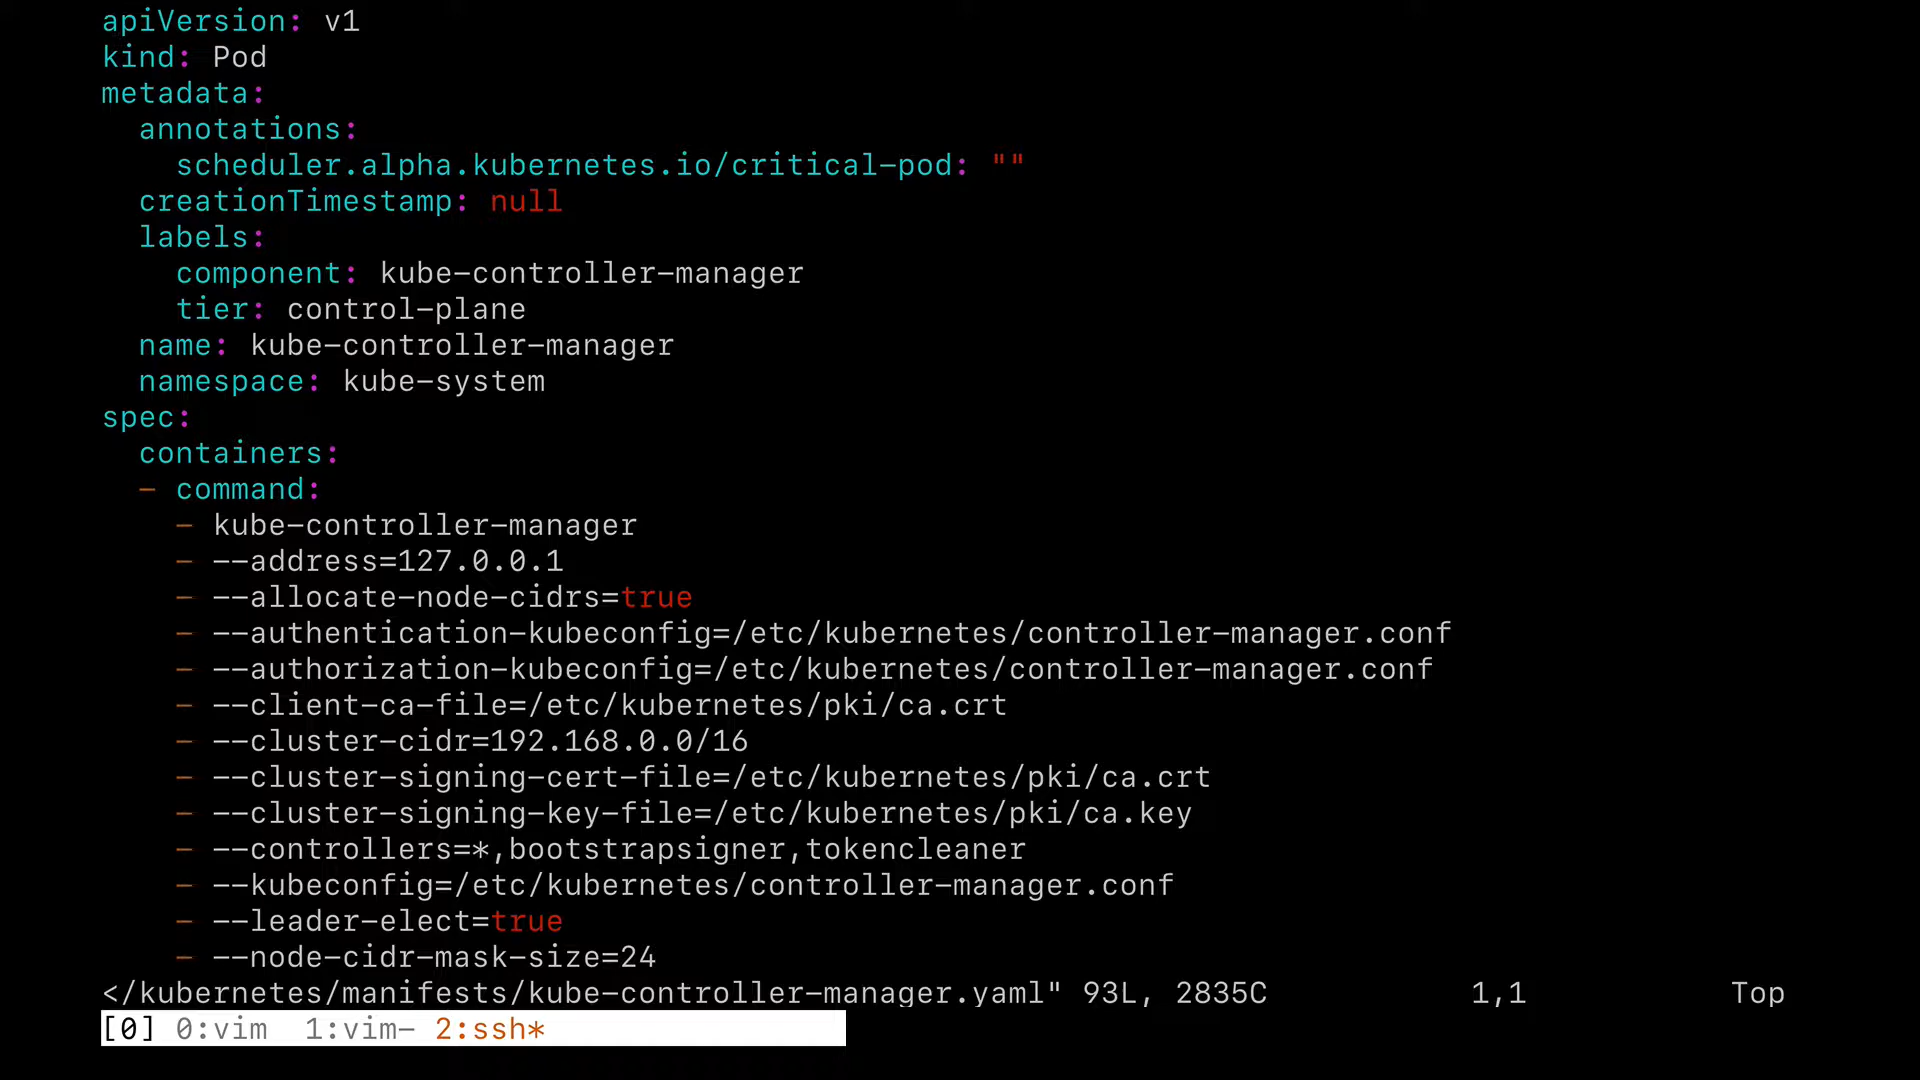 apiVersion: v1
kind: Pod
metadata:
  annotations:
    scheduler.alpha.kubernetes.io/critical-pod: ""
  creationTimestamp: null
  labels:
    component: kube-controller-manager
    tier: control-plane
  name: kube-controller-manager
  namespace: kube-system
spec:
  containers:
  - command:
    - kube-controller-manager
    - --address=127.0.0.1
    - --allocate-node-cidrs=true
    - --authentication-kubeconfig=/etc/kubernetes/controller-manager.conf
    - --authorization-kubeconfig=/etc/kubernetes/controller-manager.conf
    - --client-ca-file=/etc/kubernetes/pki/ca.crt
    - --cluster-cidr=192.168.0.0/16
    - --cluster-signing-cert-file=/etc/kubernetes/pki/ca.crt
    - --cluster-signing-key-file=/etc/kubernetes/pki/ca.key
    - --controllers=*,bootstrapsigner,tokencleaner
    - --kubeconfig=/etc/kubernetes/controller-manager.conf
    - --leader-elect=true
    - --node-cidr-mask-size=24
</kubernetes/manifests/kube-controller-manager.yaml" 93L, 2835C 1,1 Top
[0] 0:vim  1:vim- 2:ssh*